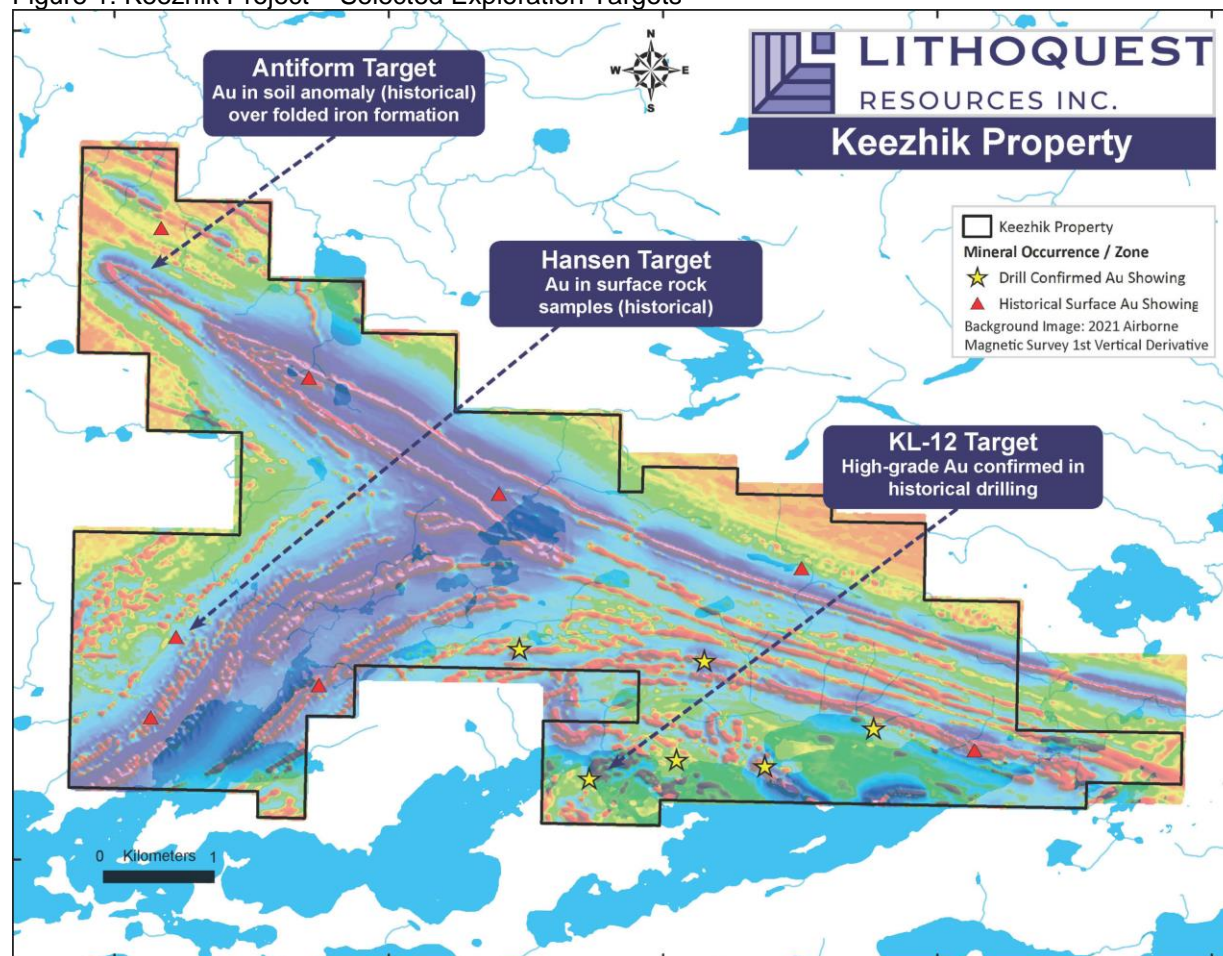 Figure 1: Keezhik Project – Selected Exploration Targets
Antiform Target
Au in soil anomaly (historical)
over folded iron formation
N
W
E
S
LITHOQUEST
RESOURCES INC.
Keezhik Property
Keezhik Property
Mineral Occurrence / Zone
Drill Confirmed Au Showing
Historical Surface Au Showing
Background Image: 2021 Airborne
Magnetic Survey 1st Vertical Derivative
Hansen Target
Au in surface rock
samples (historical)
KL-12 Target
High-grade Au confirmed in
historical drilling
0 Kilometers 1